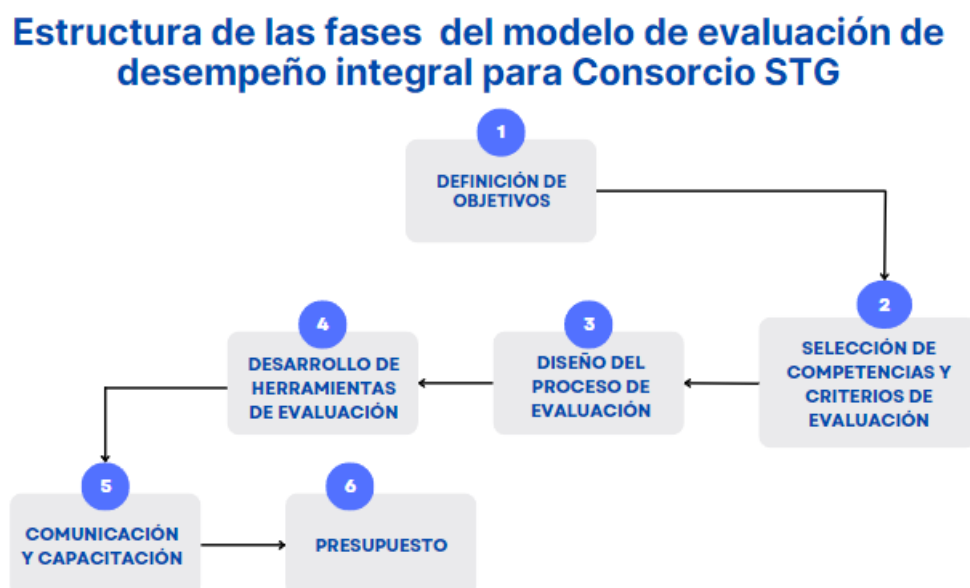 Estructura de las fases del modelo de evaluación de
desempeño integral para Consorcio STG
1
DEFINICIÓN DE
OBJETIVOS
2
SELECCIÓN DE
COMPETENCIAS Y
CRITERIOS DE
EVALUACIÓN
3
DISEÑO DEL
PROCESO DE
EVALUACIÓN
4
DESARROLLO DE
HERRAMIENTAS
DE EVALUACIÓN
5
COMUNICACIÓN
Y CAPACITACIÓN
6
PRESUPUESTO